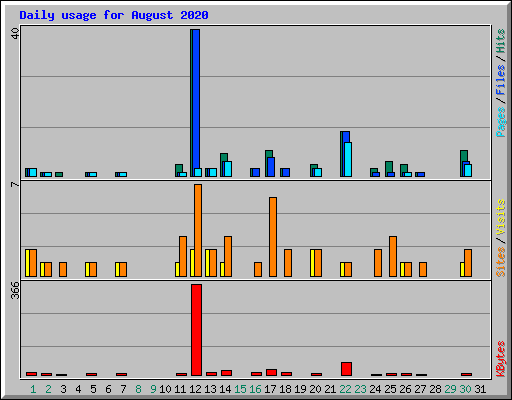 Daily usage for August 2020
40
7
366
Pages / Files / Hits
Sites / Visits
KBytes
1 2 3 4 5 6 7 8 9 10 11 12 13 14 15 16 17 18 19 20 21 22 23 24 25 26 27 28 29 30 31